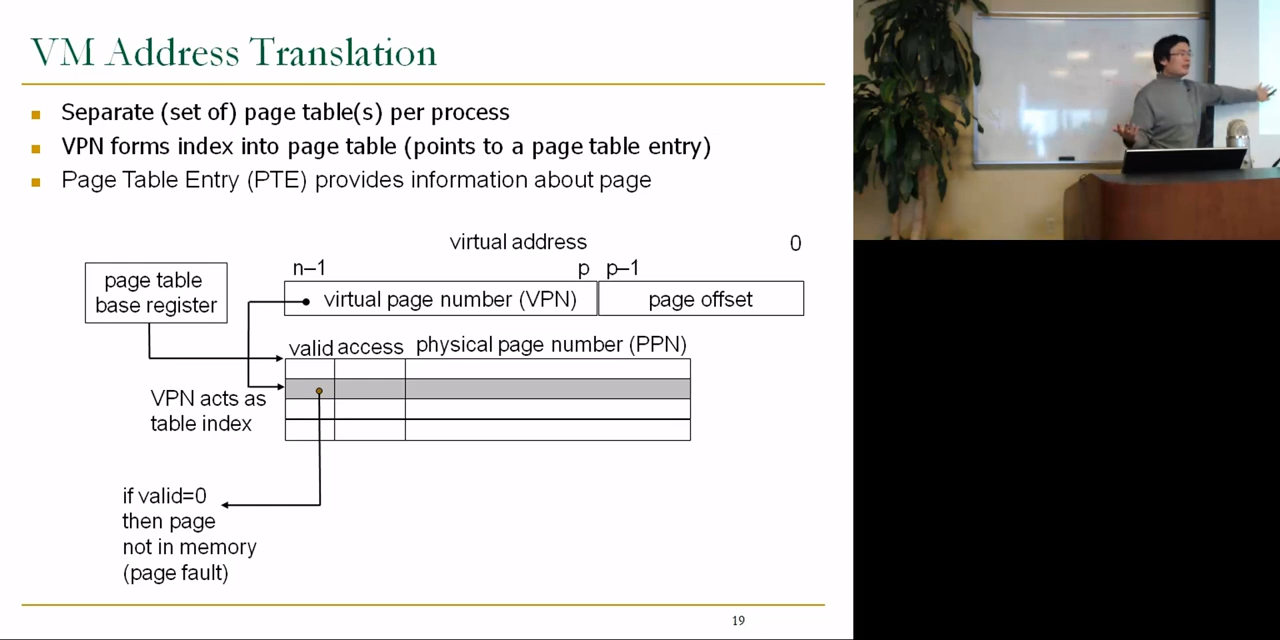 VM Address Translation
Separate (set of) page table(s) per process
VPN forms index into page table (points to a page table entry)
Page Table Entry (PTE) provides information about page
virtual address
0
n–1
p
p–1
page table
base register
virtual page number (VPN)
page offset
valid
access
physical page number (PPN)
VPN acts as
table index
if valid=0
then page
not in memory
(page fault)
19